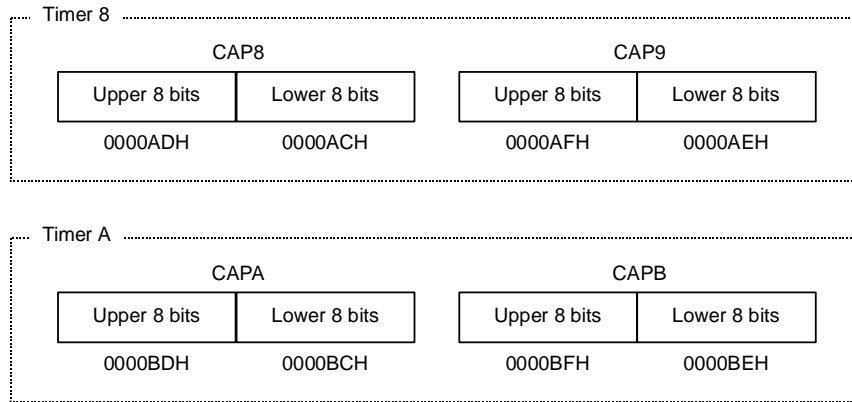 Timer 8
CAP8 CAP9
Upper 8 bits Lower 8 bits Upper 8 bits Lower 8 bits
0000ADH 0000ACH 0000AFH 0000AEH
Timer A
CAPA CAPB
Upper 8 bits Lower 8 bits Upper 8 bits Lower 8 bits
0000BDH 0000BCH 0000BFH 0000BEH